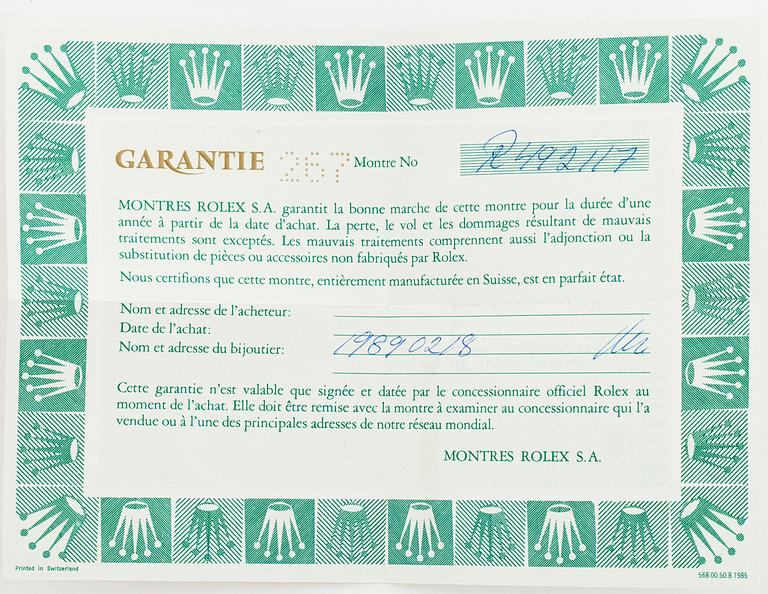 GARANTIE 267 Montre No R492117
MONTRES ROLEX S.A. garantit la bonne marche de cette montre pour la durée d'une
année à partir de la date d'achat. La perte, le vol et les dommages résultant de mauvais
traitements sont exceptés. Les mauvais traitements comprennent aussi l'adjonction ou la
substitution de pièces ou accessoires non fabriqués par Rolex.
Nous certifions que cette montre, entièrement manufacturée en Suisse, est en parfait état.
Nom et adresse de l'acheteur:
Date de l'achat:
Nom et adresse du bijoutier: 19890218
Cette garantie n'est valable que signée et datée par le concessionnaire officiel Rolex au
moment de l'achat. Elle doit être remise avec la montre à examiner au concessionnaire qui l'a
vendue ou à l'une des principales adresses de notre réseau mondial.
MONTRES ROLEX S.A.
Printed in Switzerland
568.00.50.8.1985